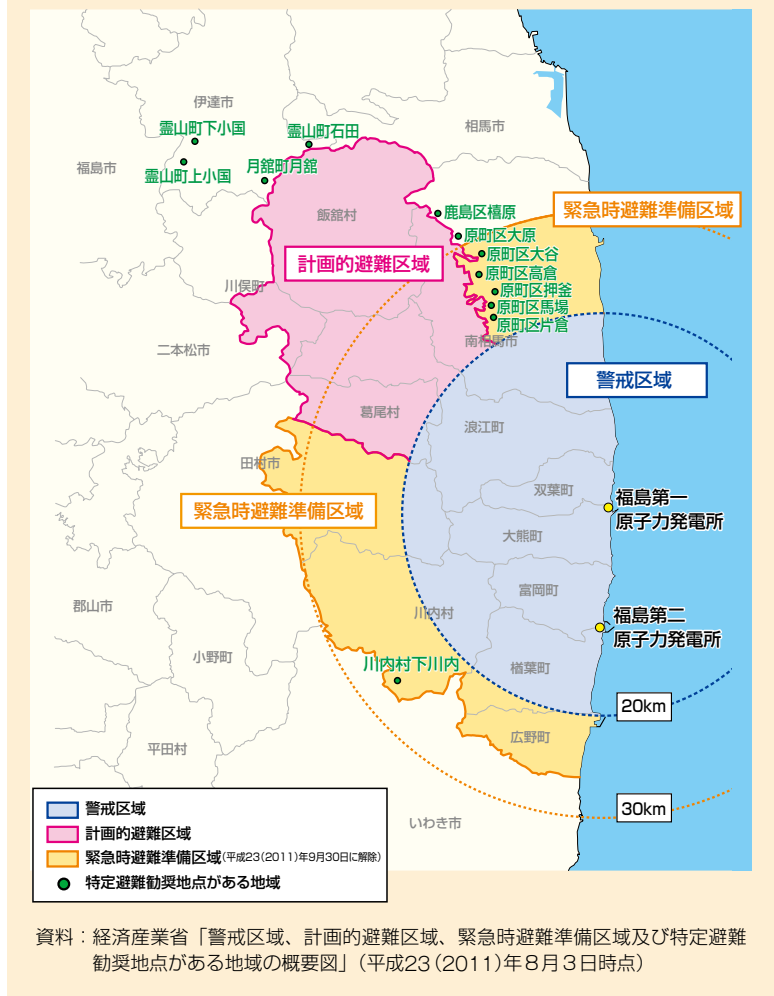 伊達市
霊山町下小国
霊山町石田
相馬市
福島市
霊山町上小国
月舘町月舘
飯舘村
鹿島区橲原
緊急時避難準備区域
原町区大原
計画的避難区域
原町区大谷
原町区高倉
川俣町
原町区押釜
原町区馬場
原町区片倉
南相馬市
二本松市
警戒区域
葛尾村
浪江町
田村市
双葉町
福島第一
原子力発電所
緊急時避難準備区域
大熊町
富岡町
郡山市
川内村
福島第二
原子力発電所
小野町
川内村下川内
楢葉町
20km
平田村
広野町
30km
いわき市
警戒区域
計画的避難区域
緊急時避難準備区域(平成23(2011)年9月30日に解除)
特定避難勧奨地点がある地域
資料：経済産業省「警戒区域、計画的避難区域、緊急時避難準備区域及び特定避難
勧奨地点がある地域の概要図」（平成23(2011)年８月３日時点）